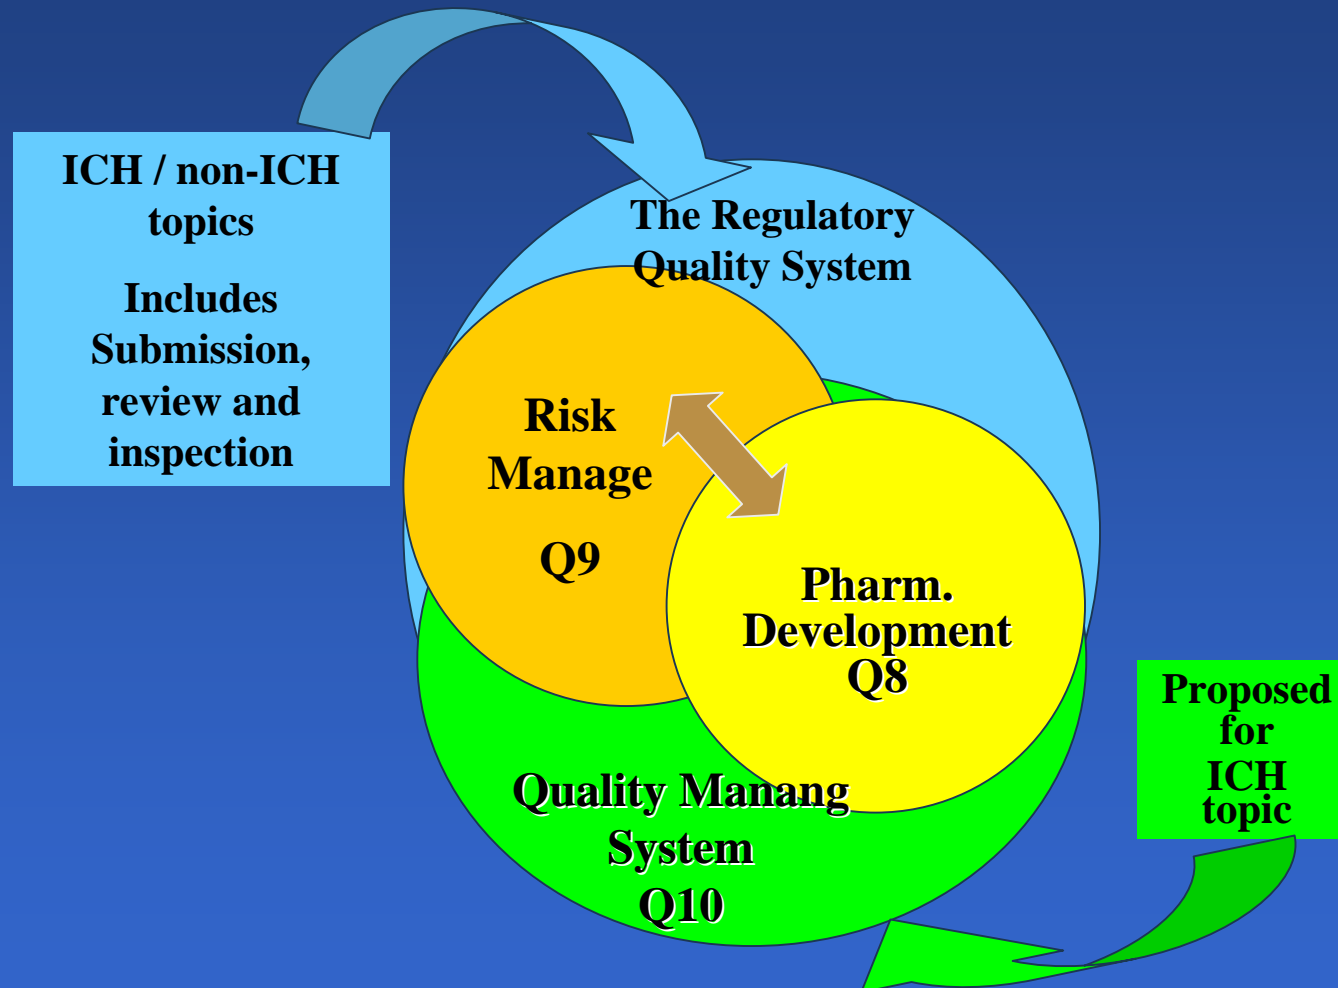 ICH / non-ICH
topics
Includes
Submission,
review and
inspection
The Regulatory
Quality System
Risk
Manage
Q9
Pharm.
Development
Q8
Quality Manang
System
Q10
Proposed
for
ICH
topic